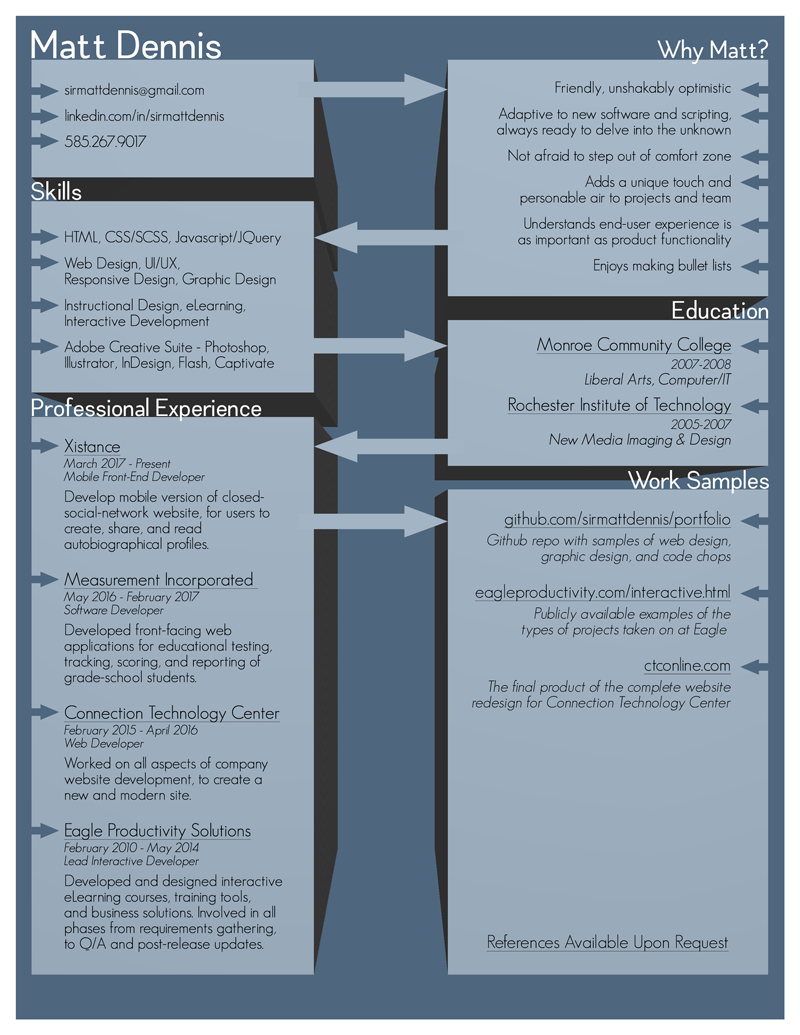 Matt Dennis
sirmattdennis@gmail.com
linkedin.com/in/sirmattdennis
585.267.9017
Skills
HTML, CSS/SCSS, Javascript/JQuery
Web Design, UI/UX,
Responsive Design, Graphic Design
Instructional Design, eLearning,
Interactive Development
Adobe Creative Suite - Photoshop,
Illustrator, InDesign, Flash, Captivate
Professional Experience
Xistance
March 2017 - Present
Mobile Front-End Developer
Develop mobile version of closed-
social-network website, for users to
create, share, and read
autobiographical profiles.
Measurement Incorporated
May 2016 - February 2017
Software Developer
Developed front-facing web
applications for educational testing,
tracking, scoring, and reporting of
grade-school students.
Connection Technology Center
February 2015 - April 2016
Web Developer
Worked on all aspects of company
website development, to create a
new and modern site.
Eagle Productivity Solutions
February 2010 - May 2014
Lead Interactive Developer
Developed and designed interactive
eLearning courses, training tools,
and business solutions. Involved in all
phases from requirements gathering,
to Q/A and post-release updates.
Why Matt?
Friendly, unshakably optimistic
Adaptive to new software and scripting,
always ready to delve into the unknown
Not afraid to step out of comfort zone
Adds a unique touch and
personable air to projects and team
Understands end-user experience is
as important as product functionality
Enjoys making bullet lists
Education
Monroe Community College
2007-2008
Liberal Arts, Computer/IT
Rochester Institute of Technology
2005-2007
New Media Imaging & Design
Work Samples
github.com/sirmattdennis/portfolio
Github repo with samples of web design,
graphic design, and code chops
eagleproductivity.com/interactive.html
Publicly available examples of the
types of projects taken on at Eagle
ctconline.com
The final product of the complete website
redesign for Connection Technology Center
References Available Upon Request